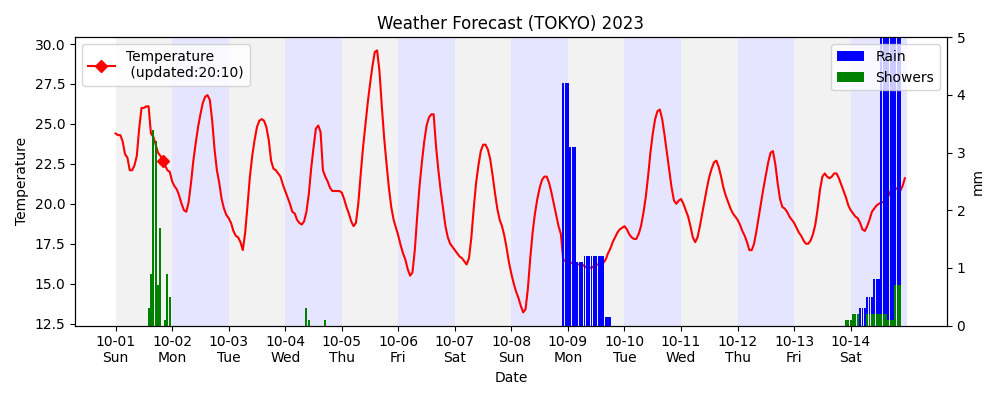 Weather Forecast (TOKYO) 2023
Temperature
(updated:20:10)
Rain
Showers
30.0
27.5
25.0
22.5
20.0
17.5
15.0
12.5
Temperature
5
4
3
2
1
0
mm
10-01 10-02 10-03 10-04 10-05 10-06 10-07 10-08 10-09 10-10 10-11 10-12 10-13 10-14
Sun Mon Tue Wed Thu Fri Sat Sun Mon Tue Wed Thu Fri Sat
Date